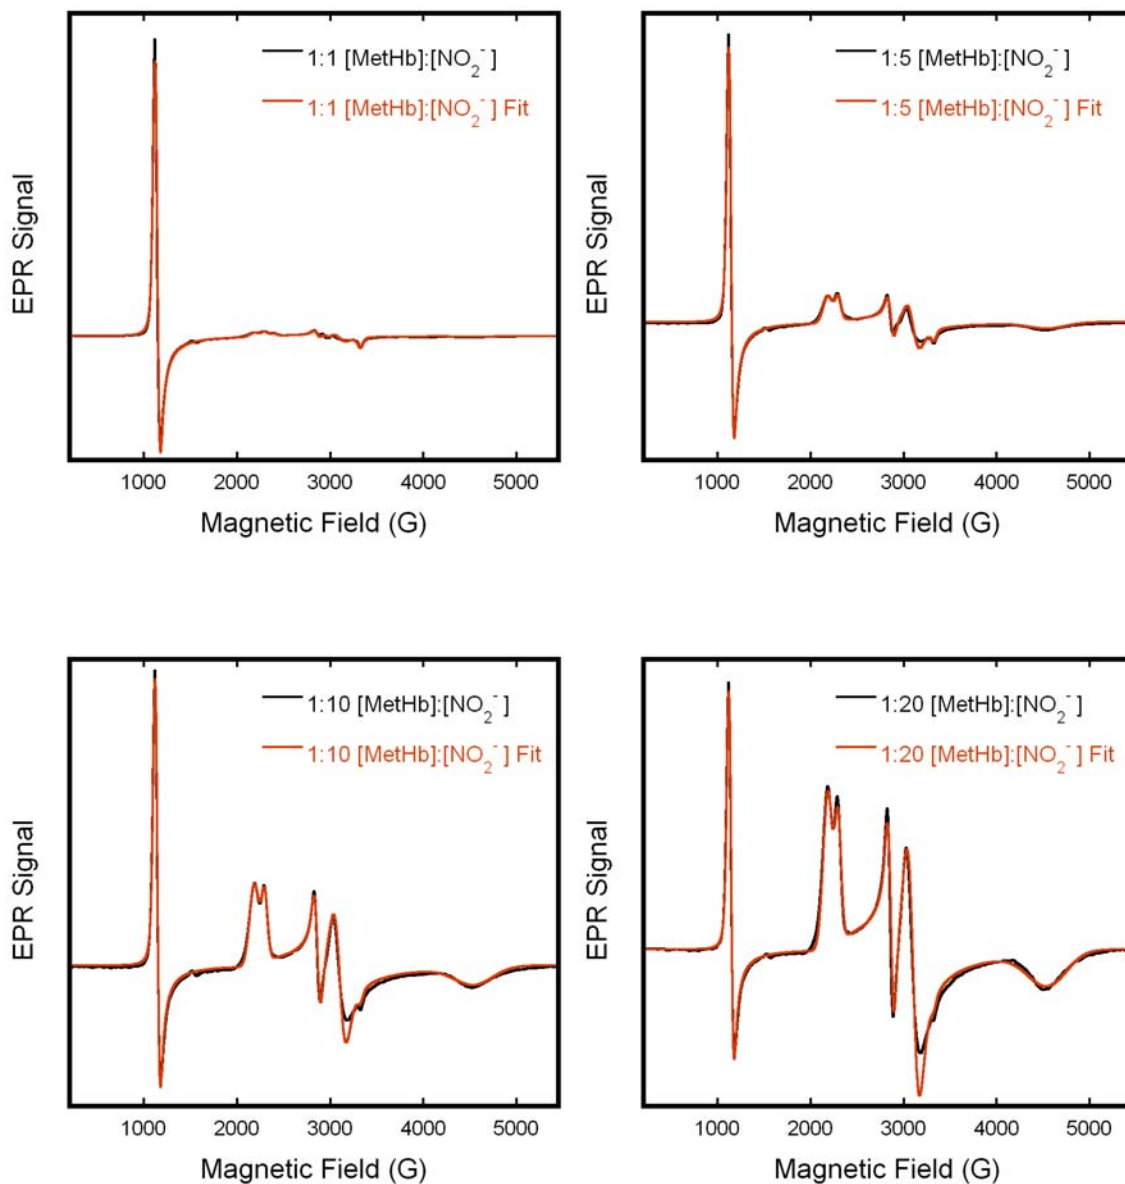 1:1 [MetHb]:[NO₂⁻]
1:1 [MetHb]:[NO₂⁻] Fit
EPR Signal
1000 2000 3000 4000 5000
Magnetic Field (G)
1:5 [MetHb]:[NO₂⁻]
1:5 [MetHb]:[NO₂⁻] Fit
EPR Signal
1000 2000 3000 4000 5000
Magnetic Field (G)
1:10 [MetHb]:[NO₂⁻]
1:10 [MetHb]:[NO₂⁻] Fit
EPR Signal
1000 2000 3000 4000 5000
Magnetic Field (G)
1:20 [MetHb]:[NO₂⁻]
1:20 [MetHb]:[NO₂⁻] Fit
EPR Signal
1000 2000 3000 4000 5000
Magnetic Field (G)